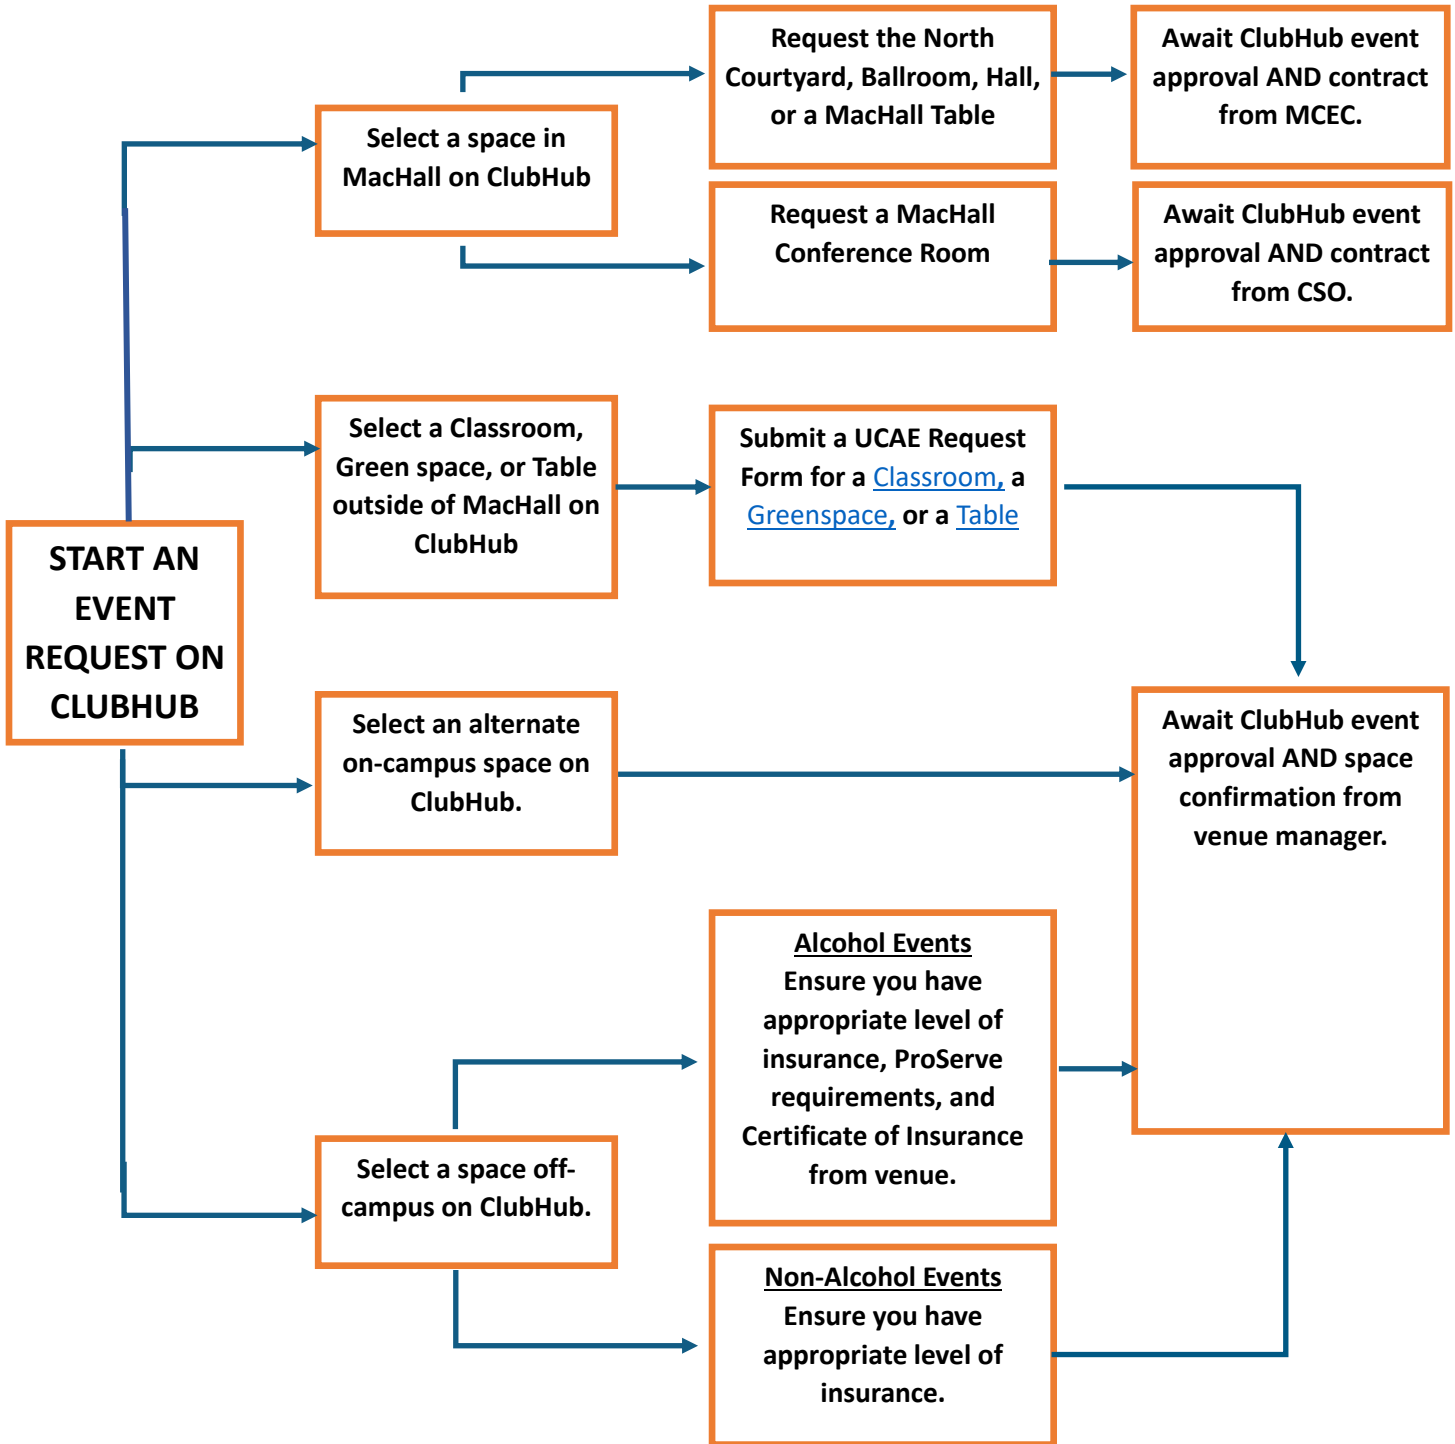 Request the North
Courtyard, Ballroom, Hall,
or a MacHall Table
Await ClubHub event
approval AND contract
from MCEC.
Select a space in
MacHall on ClubHub
Request a MacHall
Conference Room
Await ClubHub event
approval AND contract
from CSO.
Select a Classroom,
Green space, or Table
outside of MacHall on
ClubHub
Submit a UCAE Request
Form for a Classroom, a
Greenspace, or a Table
START AN
EVENT
REQUEST ON
CLUBHUB
Select an alternate
on-campus space on
ClubHub.
Await ClubHub event
approval AND space
confirmation from
venue manager.
Alcohol Events
Ensure you have
appropriate level of
insurance, ProServe
requirements, and
Certificate of Insurance
from venue.
Select a space off-
campus on ClubHub.
Non-Alcohol Events
Ensure you have
appropriate level of
insurance.